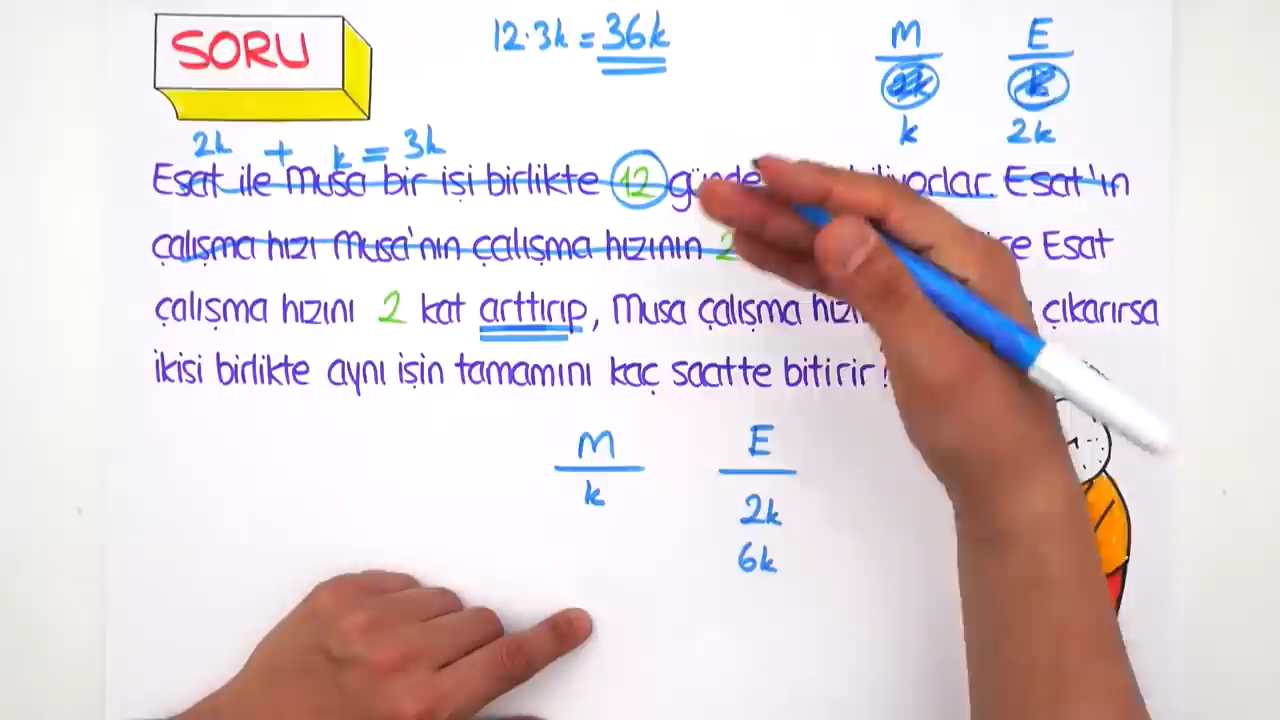 SORU
12·3k = 36k
M E
k 2k
2k + k = 3k
Esat ile Musa bir işi birlikte 12 günde Esat'ın
çalışma hızı Musa'nın çalışma hızının 2 Esat
çalışma hızını 2 kat arttırıp, Musa çalışma çıkarırsa
ikisi birlikte aynı işin tamamını kaç saatte bitirir?
M E
k 2k
6k